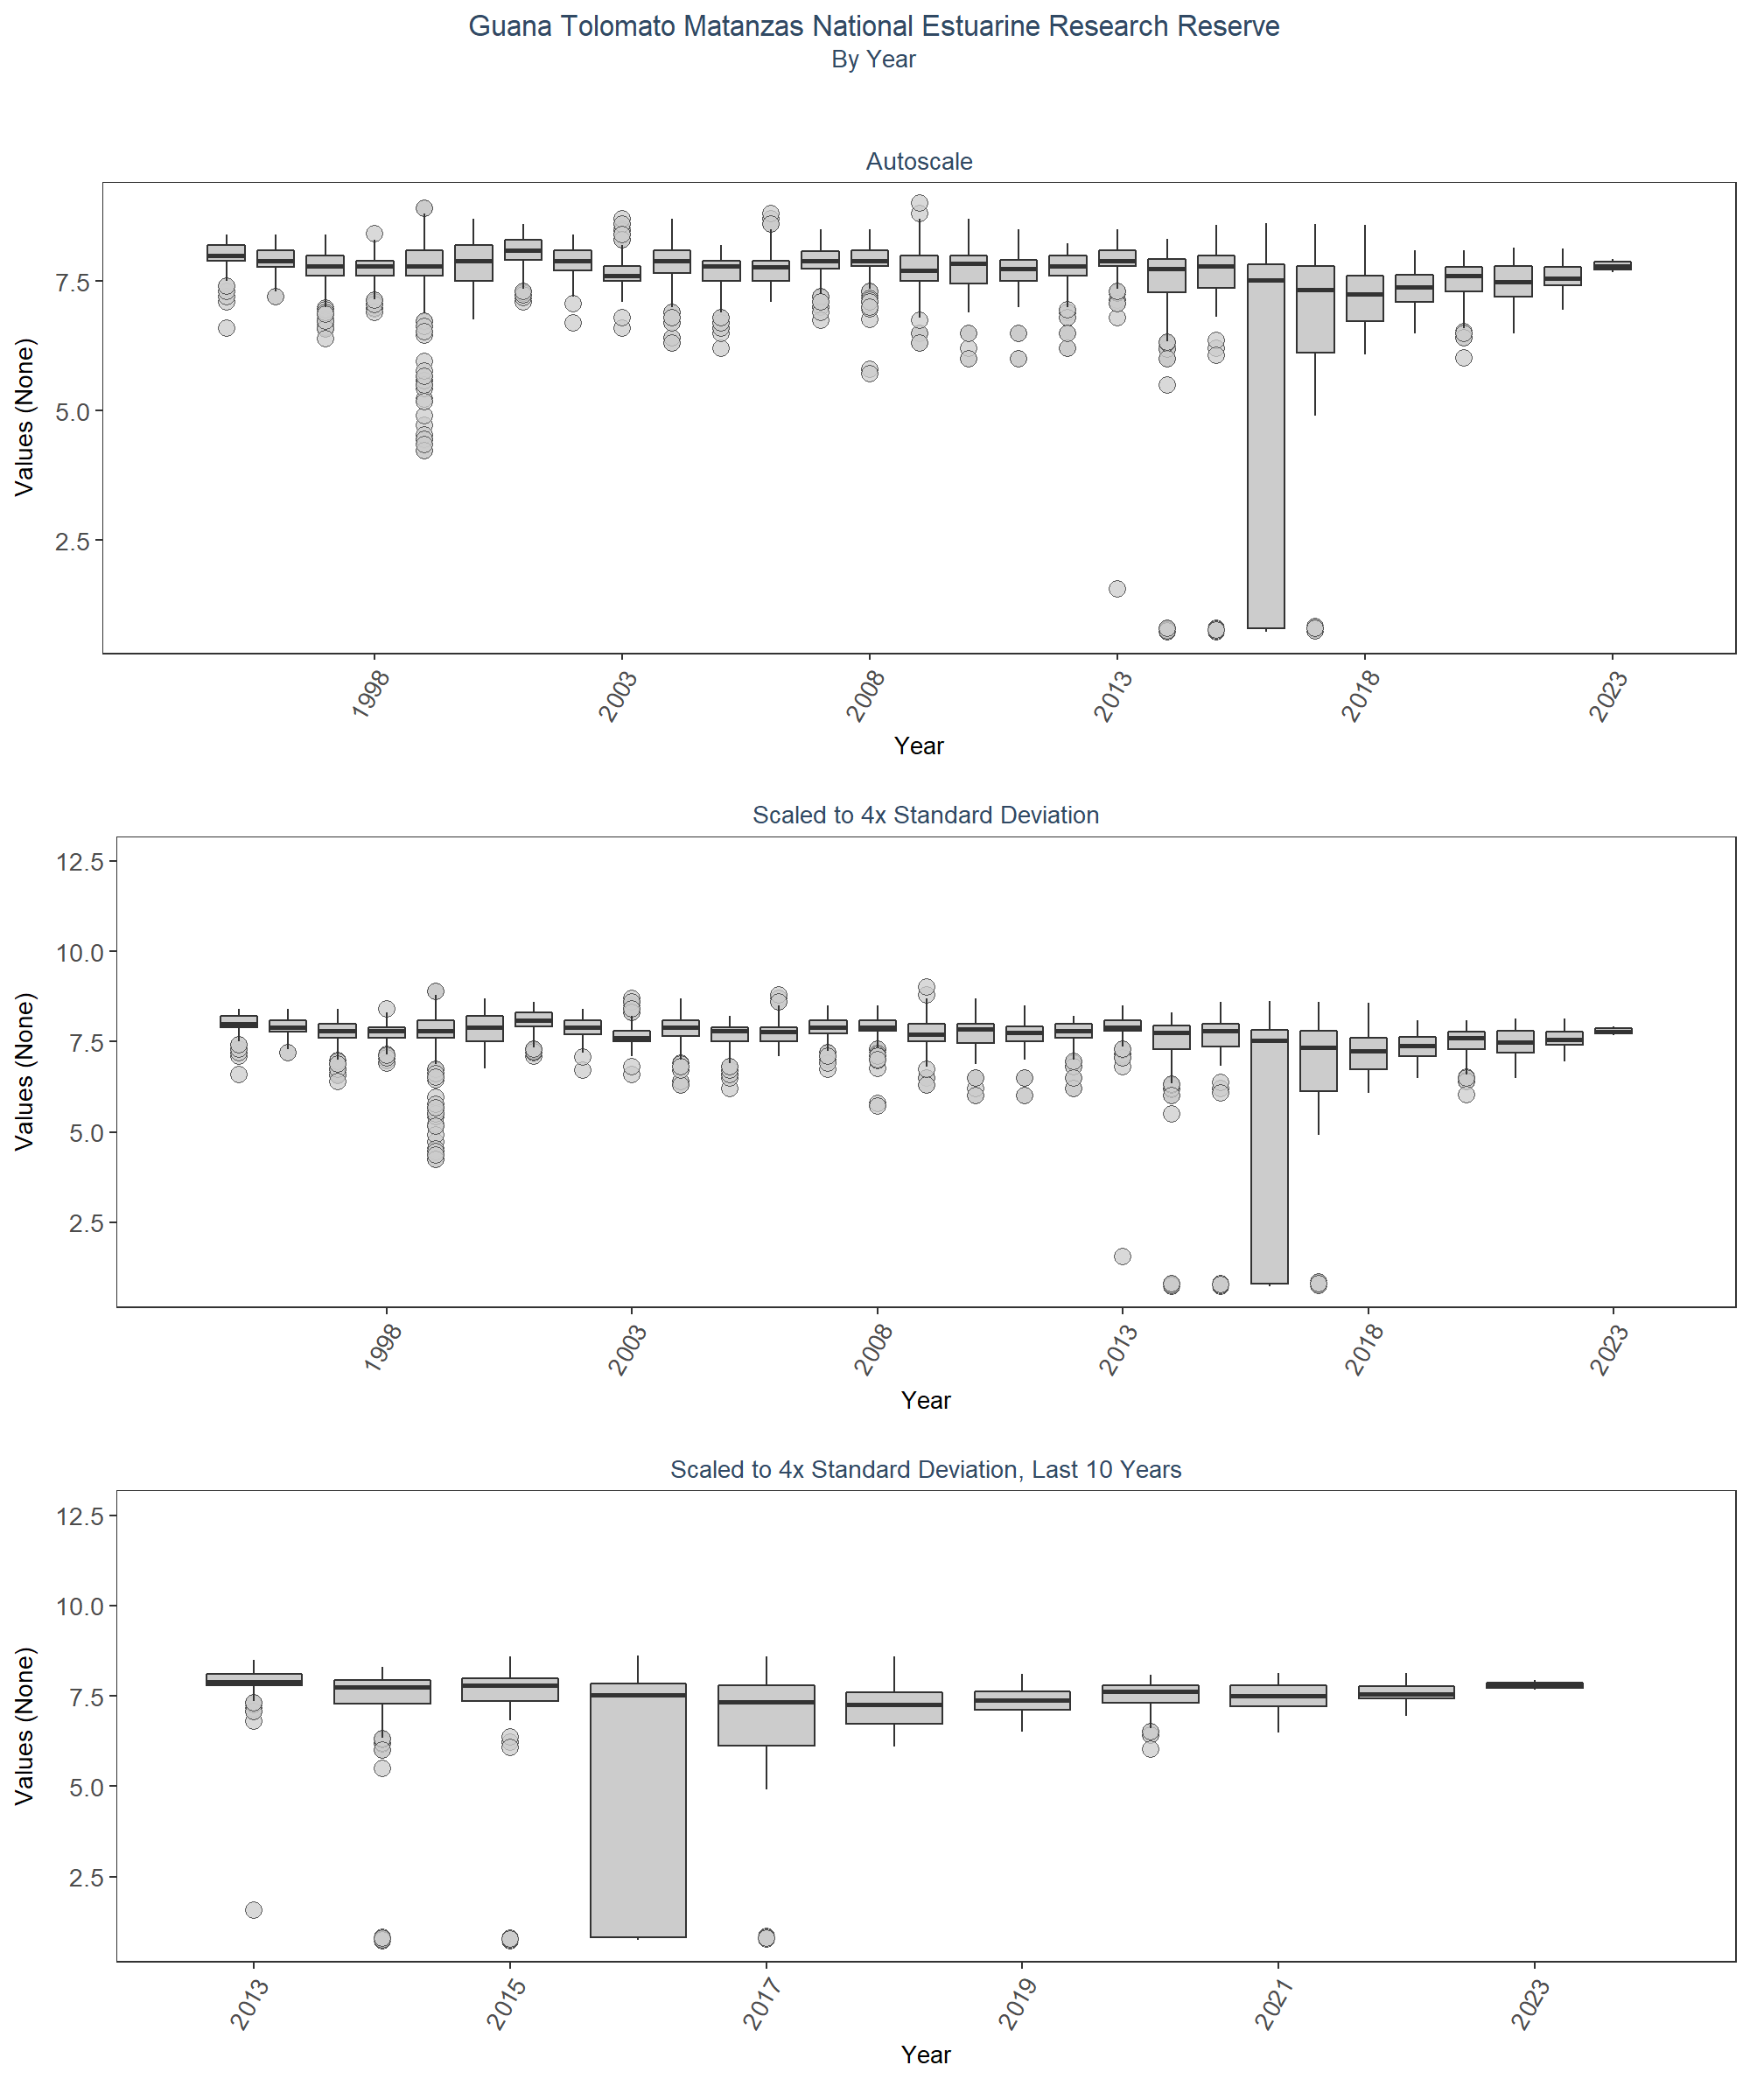 Guana Tolomato Matanzas National Estuarine Research Reserve
By Year
Autoscale
7.5
5.0
2.5
Values (None)
1998
2003
2008
2013
2018
2023
Year
Scaled to 4x Standard Deviation
12.5
10.0
7.5
5.0
2.5
Values (None)
1998
2003
2008
2013
2018
2023
Year
Scaled to 4x Standard Deviation, Last 10 Years
12.5
10.0
7.5
5.0
2.5
Values (None)
2013
2015
2017
2019
2021
2023
Year